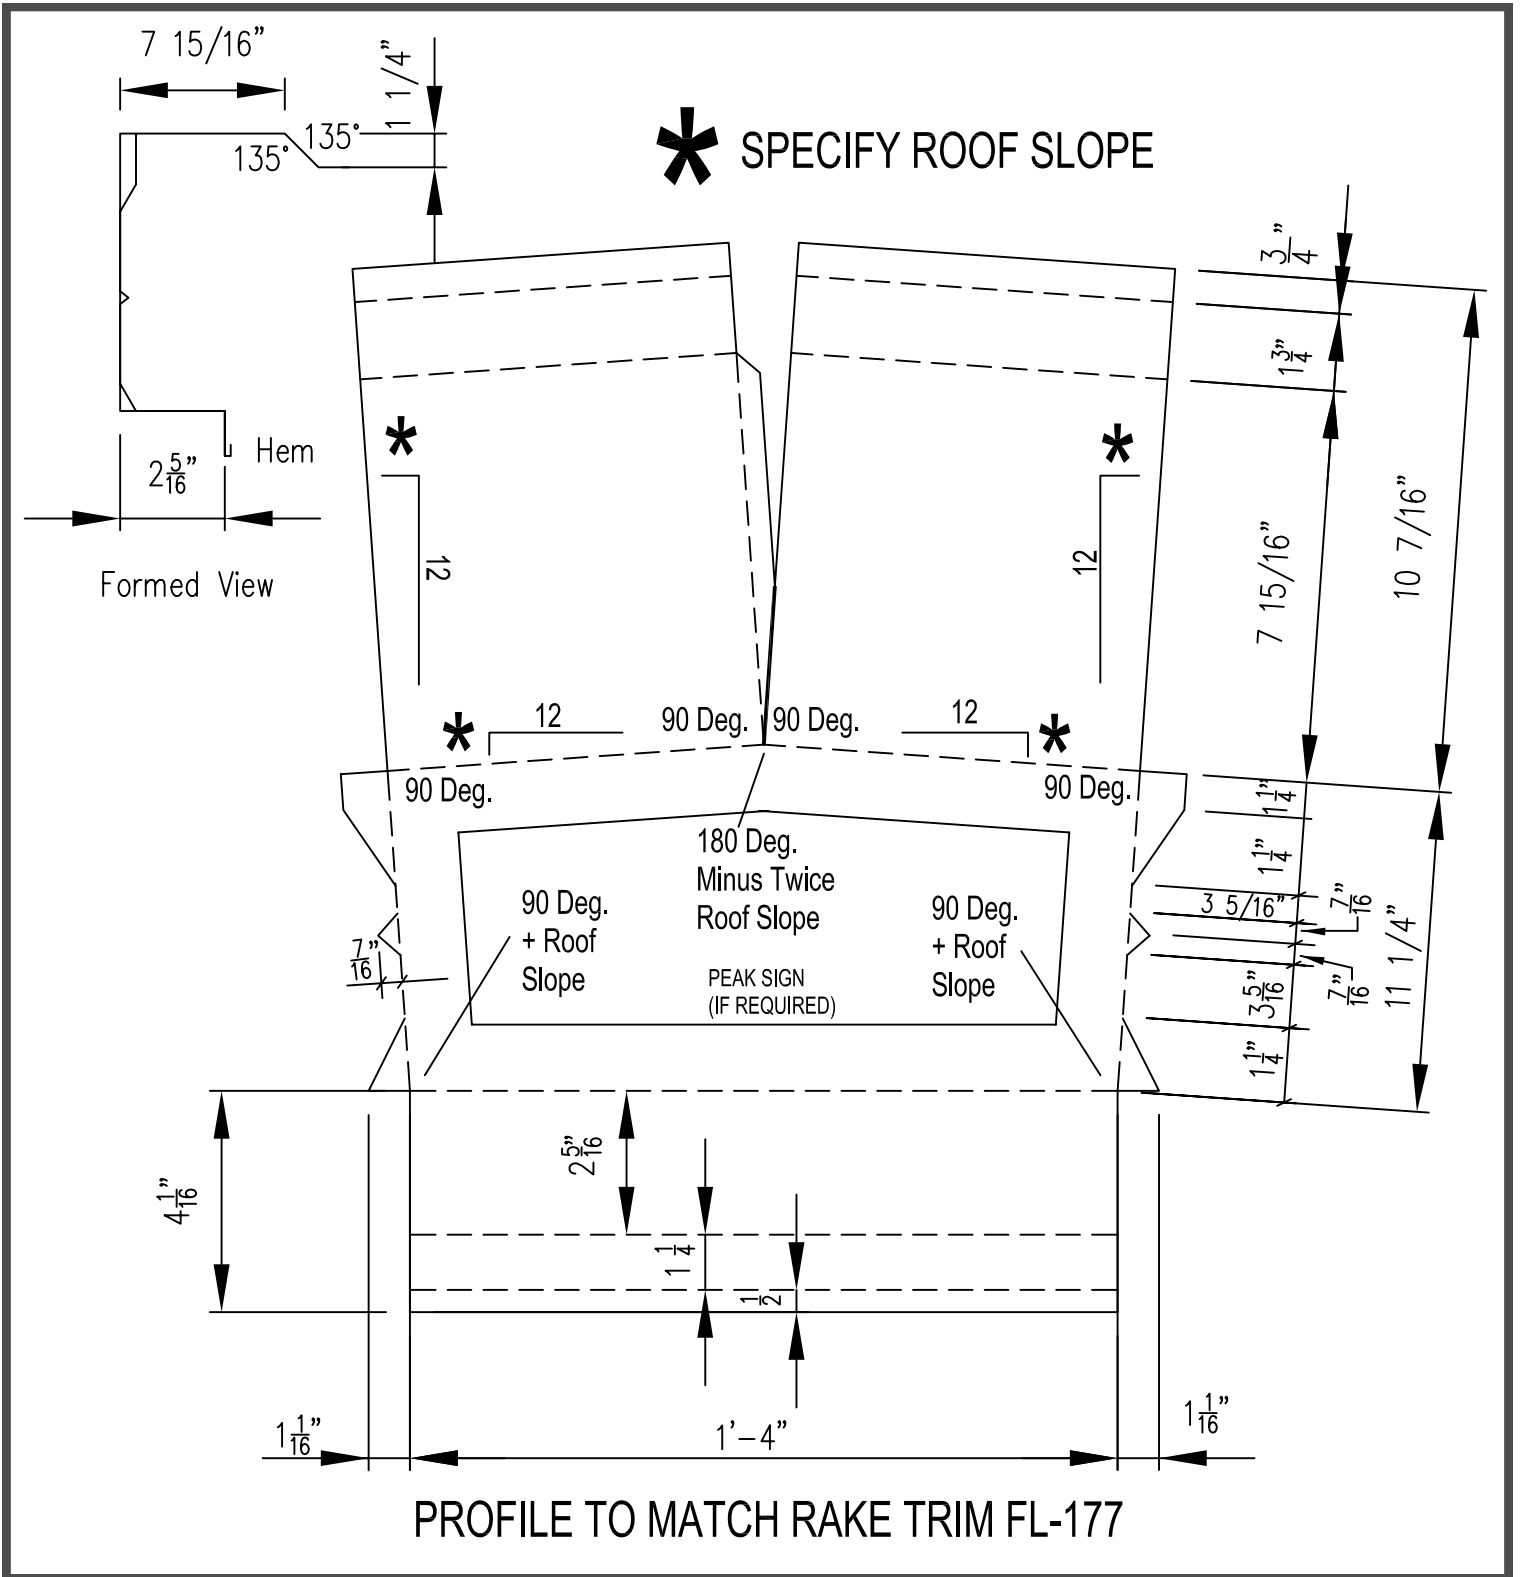 7 15/16"
1 1/4"
135°
135°
* SPECIFY ROOF SLOPE
3/4"
1 3/4"
*
*
Hem
2 5/16"
12
12
7 15/16"
10 7/16"
Formed View
*
12
90 Deg.
90 Deg.
12
*
90 Deg.
90 Deg.
1 1/4"
180 Deg.
Minus Twice
Roof Slope
1 1/4"
90 Deg.
+ Roof
Slope
90 Deg.
+ Roof
Slope
3 5/16"
7/16"
7/16"
PEAK SIGN
(IF REQUIRED)
11 1/4"
3 5/16"
7/16"
1 1/4"
2 5/16"
4 1/16"
1 1/4
1/2
1 1/16"
1'-4"
1 1/16"
PROFILE TO MATCH RAKE TRIM FL-177